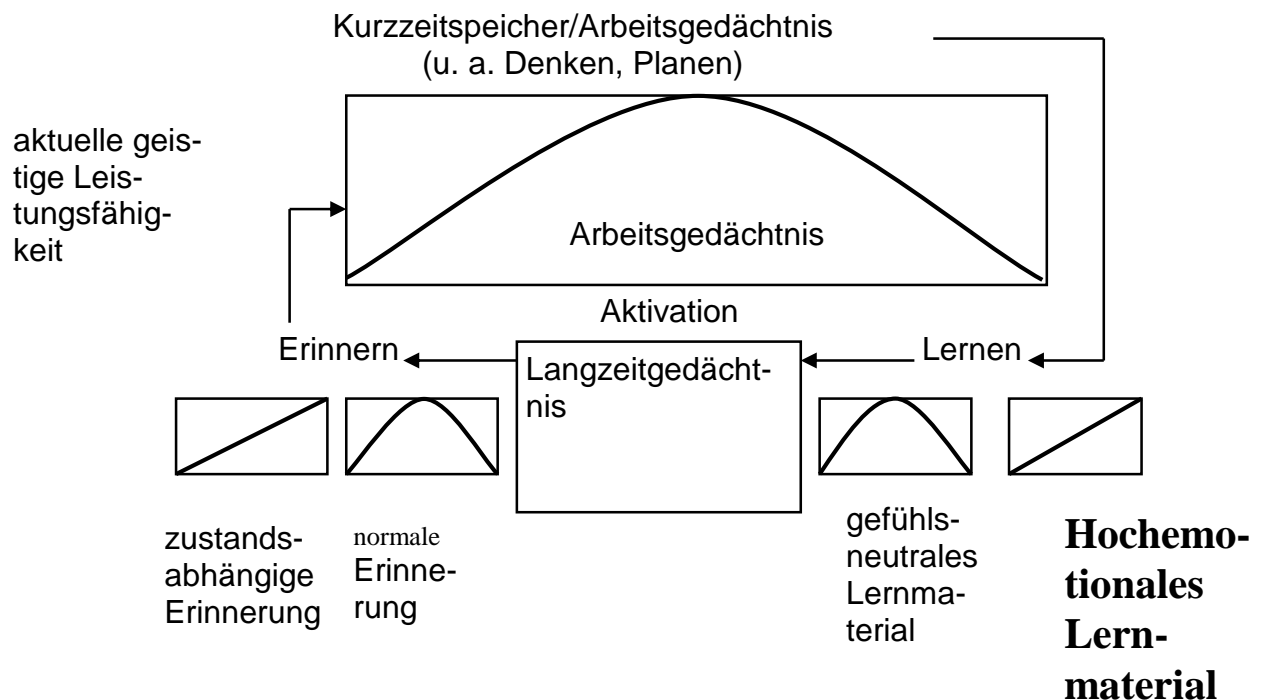 Kurzzeitspeicher/Arbeitsgedächtnis
(u. a. Denken, Planen)
aktuelle geis-
tige Leis-
tungsfähig-
keit
Arbeitsgedächtnis
Aktivation
Erinnern
Langzeitgedächt-
nis
Lernen
zustands-
abhängige
Erinnerung
normale
Erinne-
rung
gefühls-
neutrales
Lernma-
terial
Hochemo-
tionales
Lern-
material